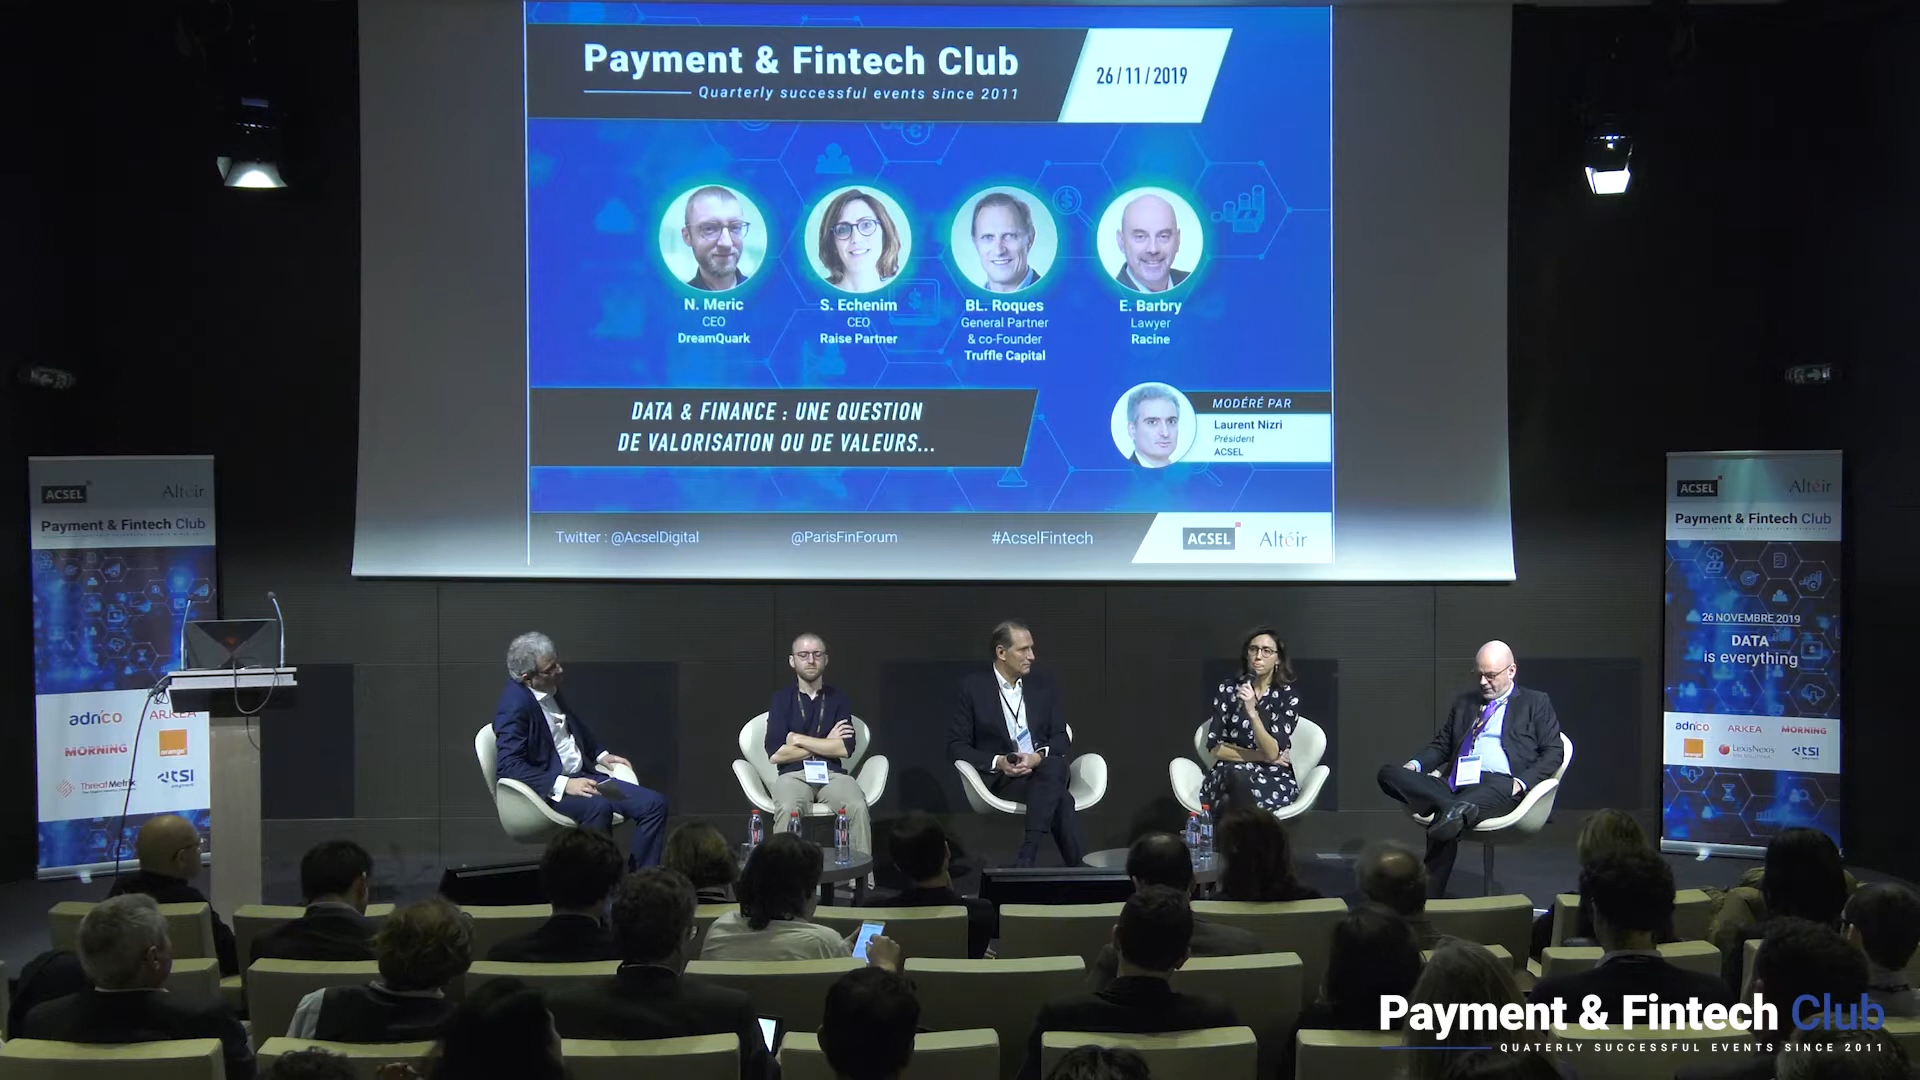 Payment & Fintech Club
26/11/2019
Quarterly successful events since 2011
N. Meric
CEO
DreamQuark
S. Echenim
CEO
Raise Partner
BL. Roques
General Partner
& co-Founder
Truffle Capital
E. Barbry
Lawyer
Racine
DATA & FINANCE : UNE QUESTION
DE VALORISATION OU DE VALEURS...
MODÉRÉ PAR
Laurent Nizri
Président
ACSEL
Twitter : @AcselDigital
@ParisFinForum
#AcselFintech
ACSEL
Altéir
ACSEL
Altéir
Payment & Fintech Club
adnco
ARKEA
MORNING
orange
ThreatMetrix
tSI
ACSEL
Altéir
Payment & Fintech Club
26 NOVEMBRE 2019
DATA
is everything
adnco
ARKEA
MORNING
LexisNexis
tSI
Payment & Fintech Club
QUATERLY SUCCESSFUL EVENTS SINCE 2011